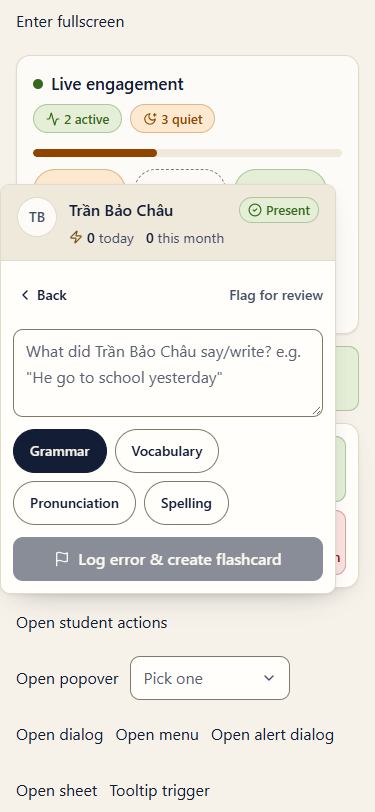 Enter fullscreen
Live engagement
2 active
3 quiet
TB
Trần Bảo Châu
Present
0 today
0 this month
Back
Flag for review
What did Trần Bảo Châu say/write? e.g.
"He go to school yesterday"
Grammar
Vocabulary
Pronunciation
Spelling
Log error & create flashcard
Open student actions
Open popover
Pick one
Open dialog
Open menu
Open alert dialog
Open sheet
Tooltip trigger